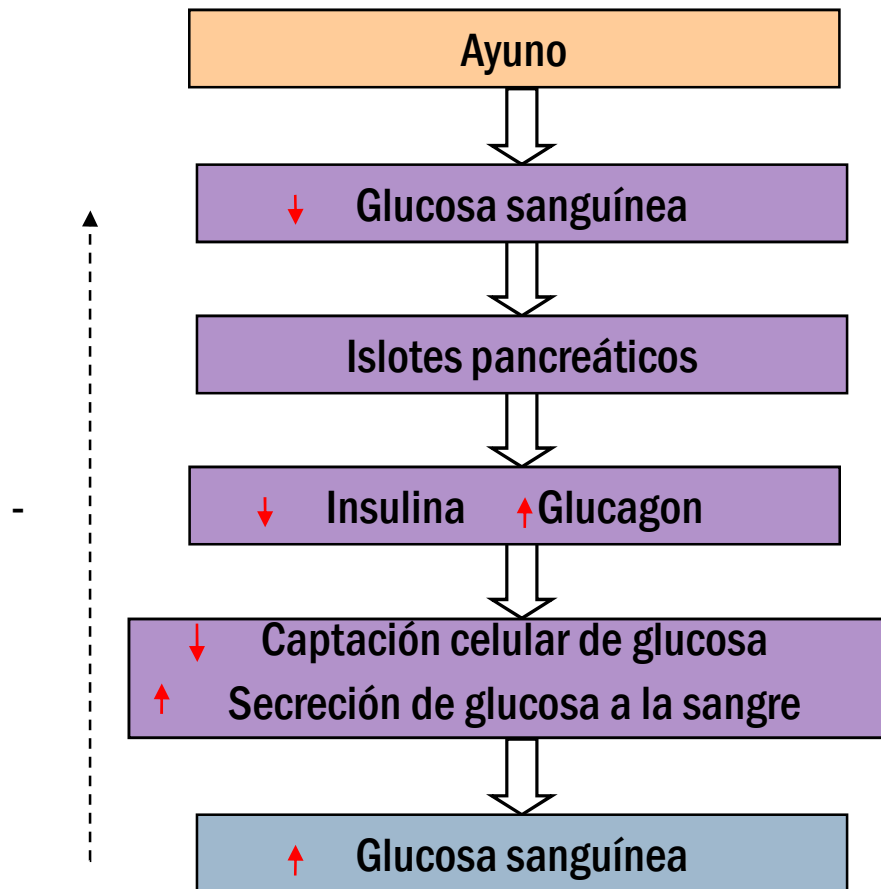 Ayuno
↓ Glucosa sanguínea
Islotes pancreáticos
↓ Insulina ↑ Glucagon
↓ Captación celular de glucosa
↑ Secreción de glucosa a la sangre
-
↑ Glucosa sanguínea